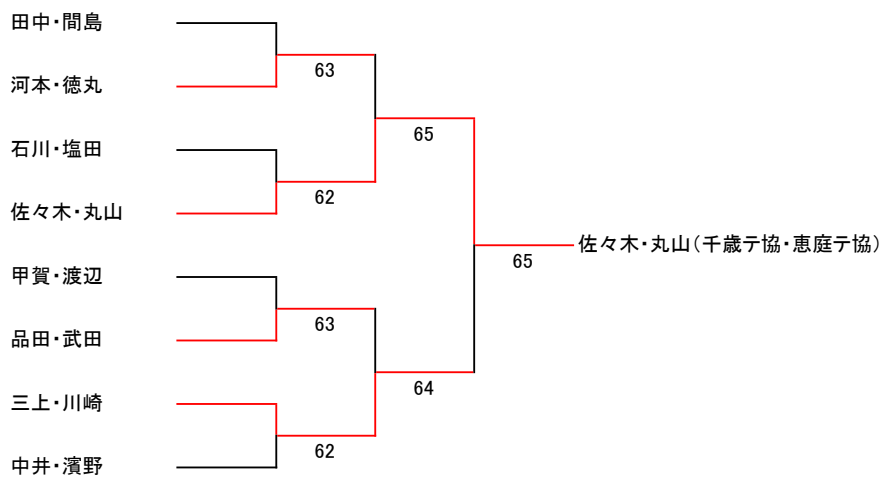 田中・間島
63
河本・徳丸
65
石川・塩田
62
佐々木・丸山
佐々木・丸山(千歳テ協・恵庭テ協)
65
甲賀・渡辺
63
品田・武田
64
三上・川崎
62
中井・濱野